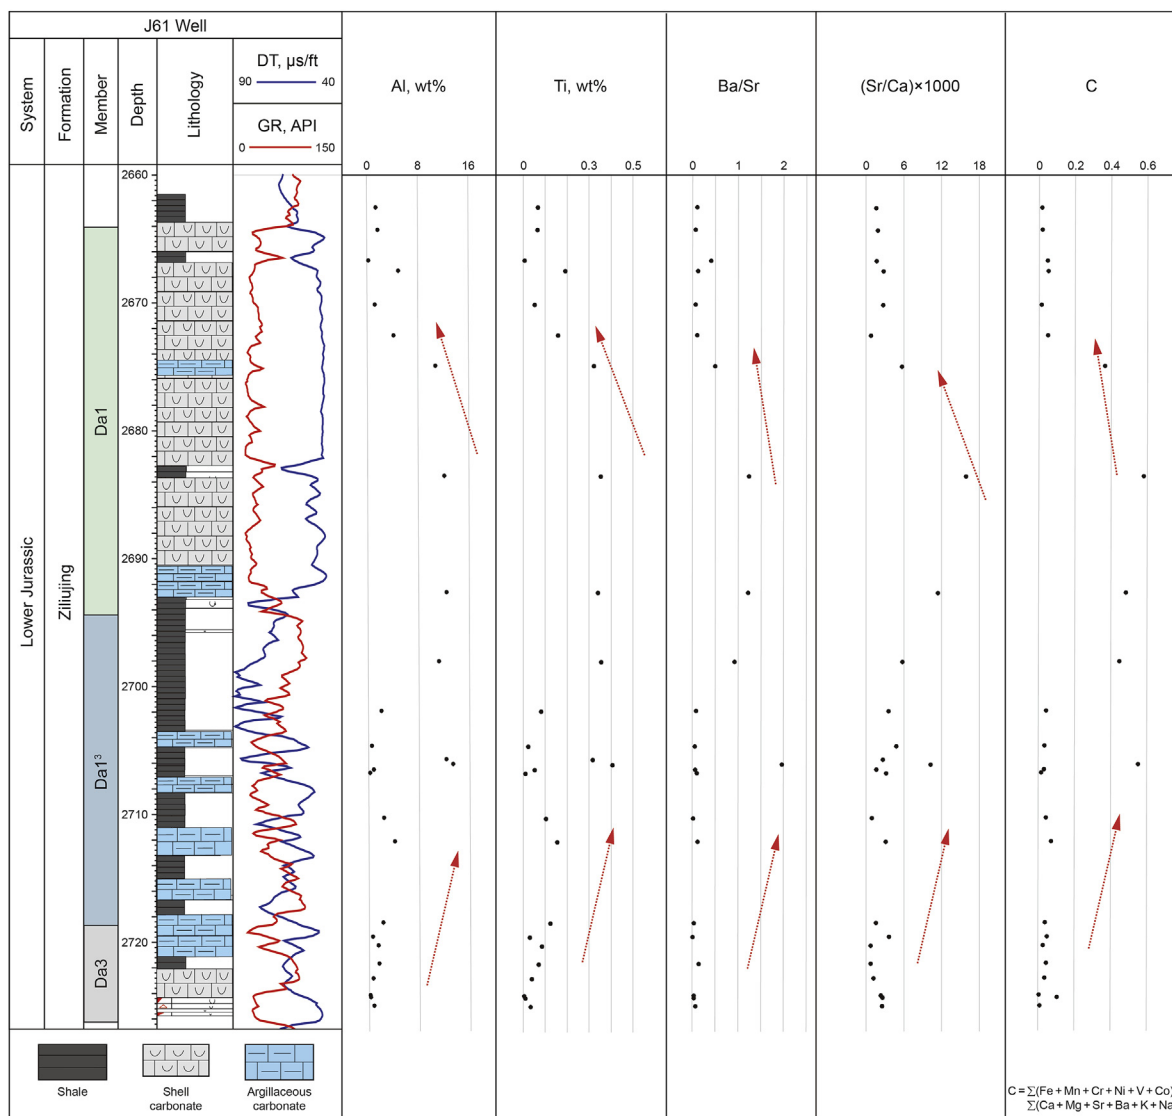 J61 Well
System
Formation
Member
Depth
Lithology
DT, μs/ft
90 40
GR, API
0 150
Al, wt%
Ti, wt%
Ba/Sr
(Sr/Ca)×1000
C
0 8 16
0 0.3 0.5
0 1 2
0 6 12 18
0 0.2 0.4 0.6
Lower Jurassic
Ziliujing
Da1
Da1³
Da3
2660
2670
2680
2690
2700
2710
2720
Shale
Shell
carbonate
Argillaceous
carbonate
C = ∑(Fe + Mn + Cr + Ni + V + Co)
∑(Ca + Mg + Sr + Ba + K + Na